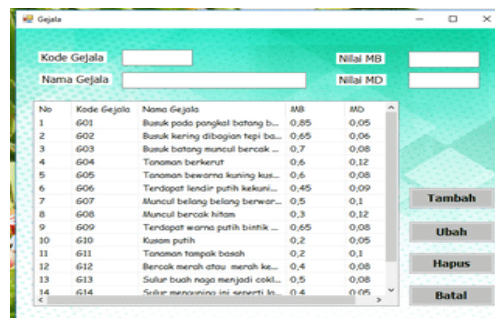 Gejala
Kode Gejala Nilai MB
Nama Gejala Nilai MD
No Kode Gejala Nama Gejala MB MD
1 G01 Busuk pada pangkal batang b... 0,85 0,05
2 G02 Busuk kering dibagian tepi ba... 0,65 0,06
3 G03 Busuk batang muncul bercak ... 0,7 0,08
4 G04 Tanaman berkerut 0,6 0,12
5 G05 Tanaman bewarna kuning kus... 0,6 0,08
6 G06 Terdapat lendir putih kekuni... 0,45 0,09
7 G07 Muncul belang belang berwar... 0,5 0,1
8 G08 Muncul bercak hitam 0,3 0,12
9 G09 Terdapat warna putih bintik ... 0,65 0,08
10 G10 Kusam putih 0,2 0,05
11 G11 Tanaman tampak basah 0,2 0,1
12 G12 Bercak merah atau merah ke... 0,4 0,08
13 G13 Sulur buah naga menjadi cokl... 0,5 0,08
14 G14 Sulur menguning ini seperti la... 0,4 0,05
Tambah
Ubah
Hapus
Batal